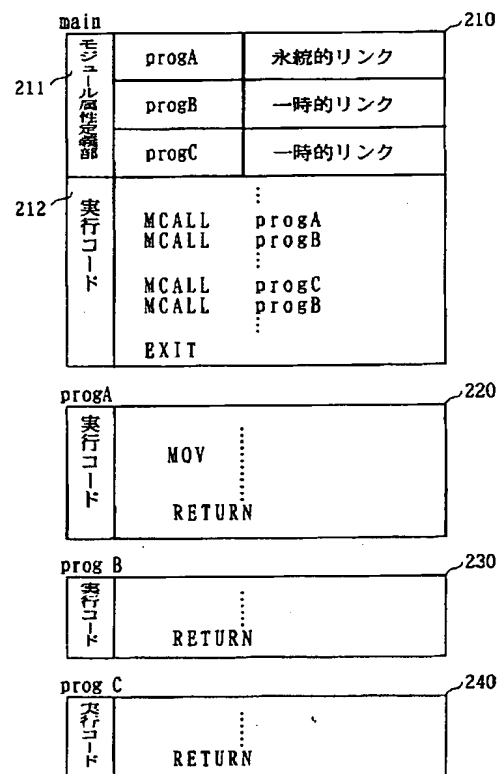 main
210
211
モジュール属性定義部
progA 永続的リンク
progB 一時的リンク
progC 一時的リンク
212
実行コード
MCALL progA
MCALL progB
MCALL progC
MCALL progB
EXIT
progA
220
実行コード
MOV
RETURN
prog B
230
実行コード
RETURN
prog C
240
実行コード
RETURN